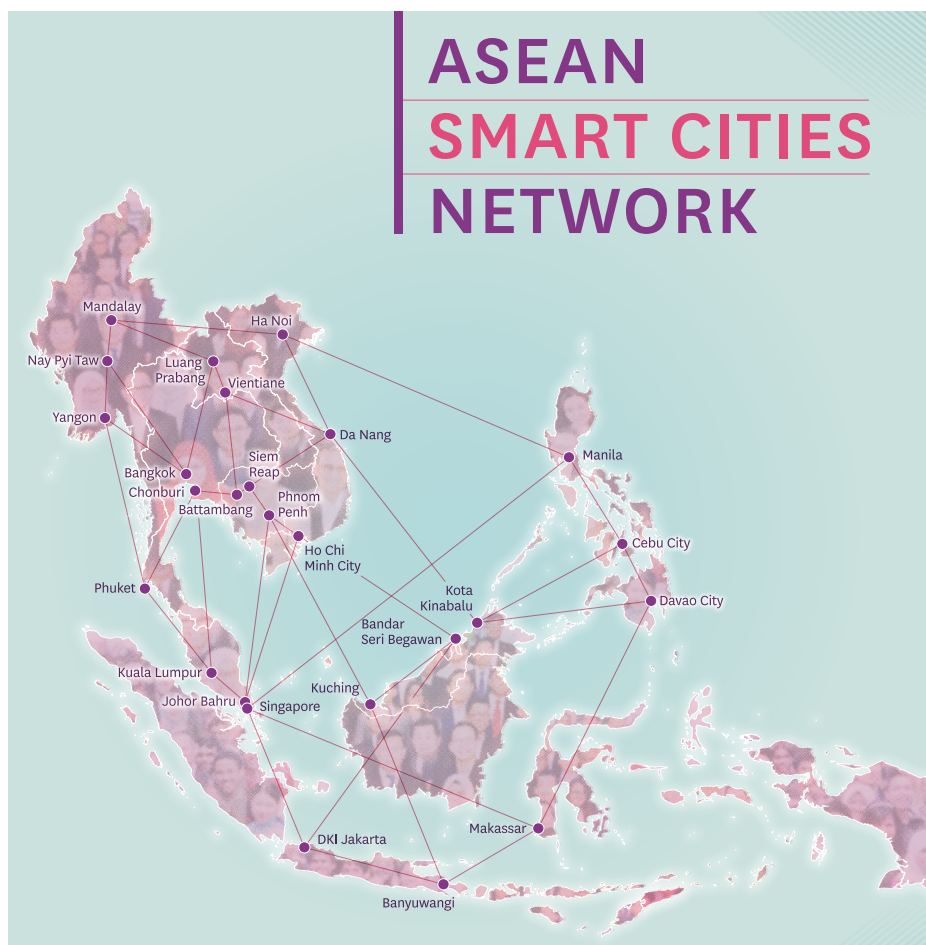 ASEAN
SMART CITIES
NETWORK
Mandalay
Ha Noi
Nay Pyi Taw
Luang
Prabang
Vientiane
Yangon
Da Nang
Manila
Bangkok
Siem
Reap
Chonburi
Battambang
Phnom
Penh
Ho Chi
Minh City
Cebu City
Phuket
Kota
Kinabalu
Davao City
Bandar
Seri Begawan
Kuala Lumpur
Kuching
Johor Bahru
Singapore
Makassar
DKI Jakarta
Banyuwangi